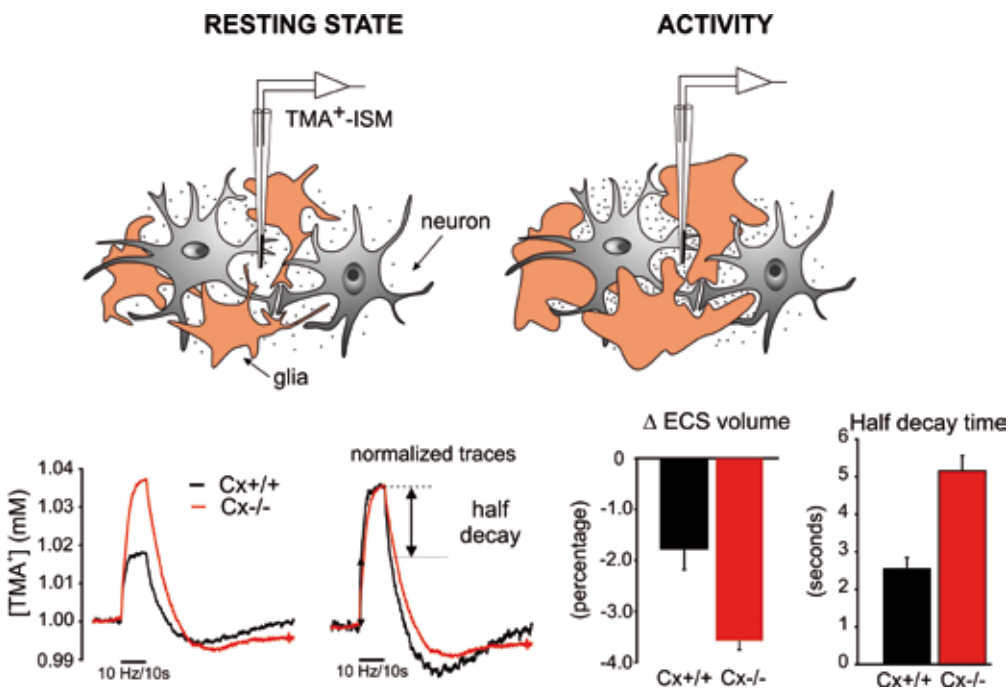 RESTING STATE
ACTIVITY
TMA⁺-ISM
neuron
glia
[TMA⁺] (mM)
1.04
1.03
1.02
1.01
1.00
0.99
Cx+/+
Cx-/-
10 Hz/10s
normalized traces
half
decay
10 Hz/10s
Δ ECS volume
(percentage)
0
-1.0
-2.0
-3.0
-4.0
Cx+/+ Cx-/-
Half decay time
(seconds)
6
5
4
3
2
1
0
Cx+/+ Cx-/-